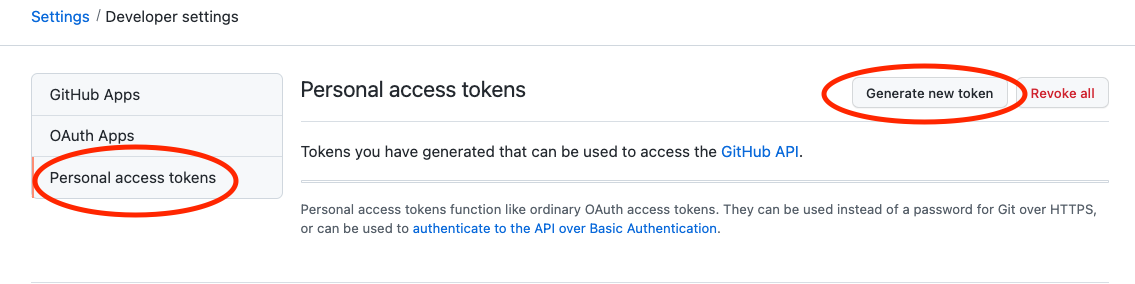 Settings / Developer settings
GitHub Apps
OAuth Apps
Personal access tokens
Personal access tokens
Generate new token
Revoke all
Tokens you have generated that can be used to access the GitHub API.
Personal access tokens function like ordinary OAuth access tokens. They can be used instead of a password for Git over HTTPS,
or can be used to authenticate to the API over Basic Authentication.